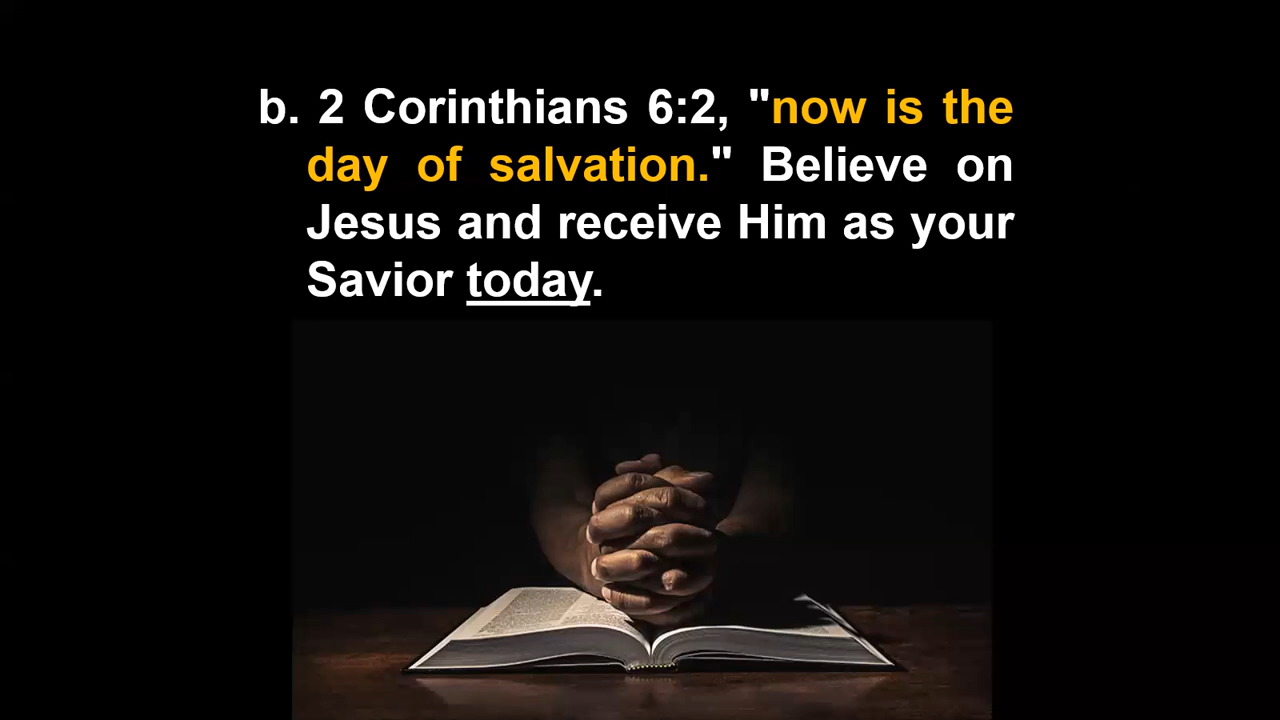 b. 2 Corinthians 6:2, "now is the
day of salvation." Believe on
Jesus and receive Him as your
Savior today.